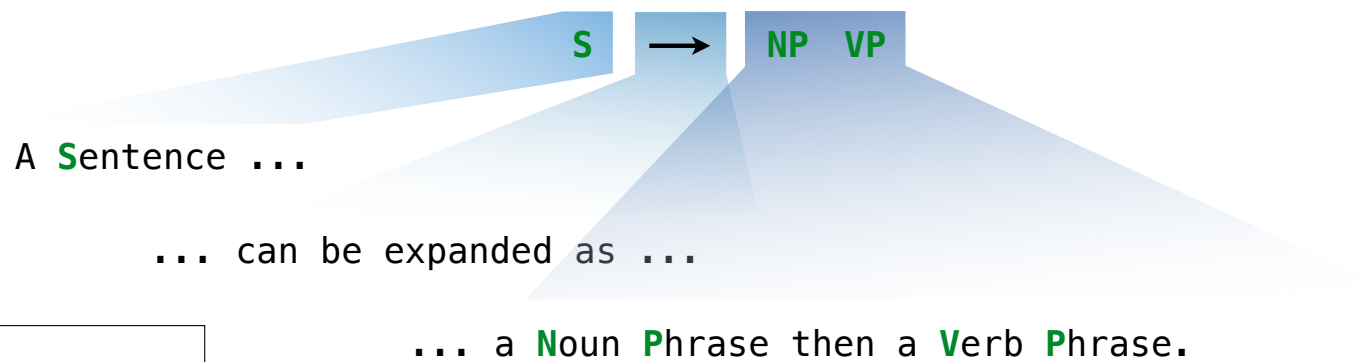 S → NP VP
A Sentence ...
... can be expanded as ...
... a Noun Phrase then a Verb Phrase.